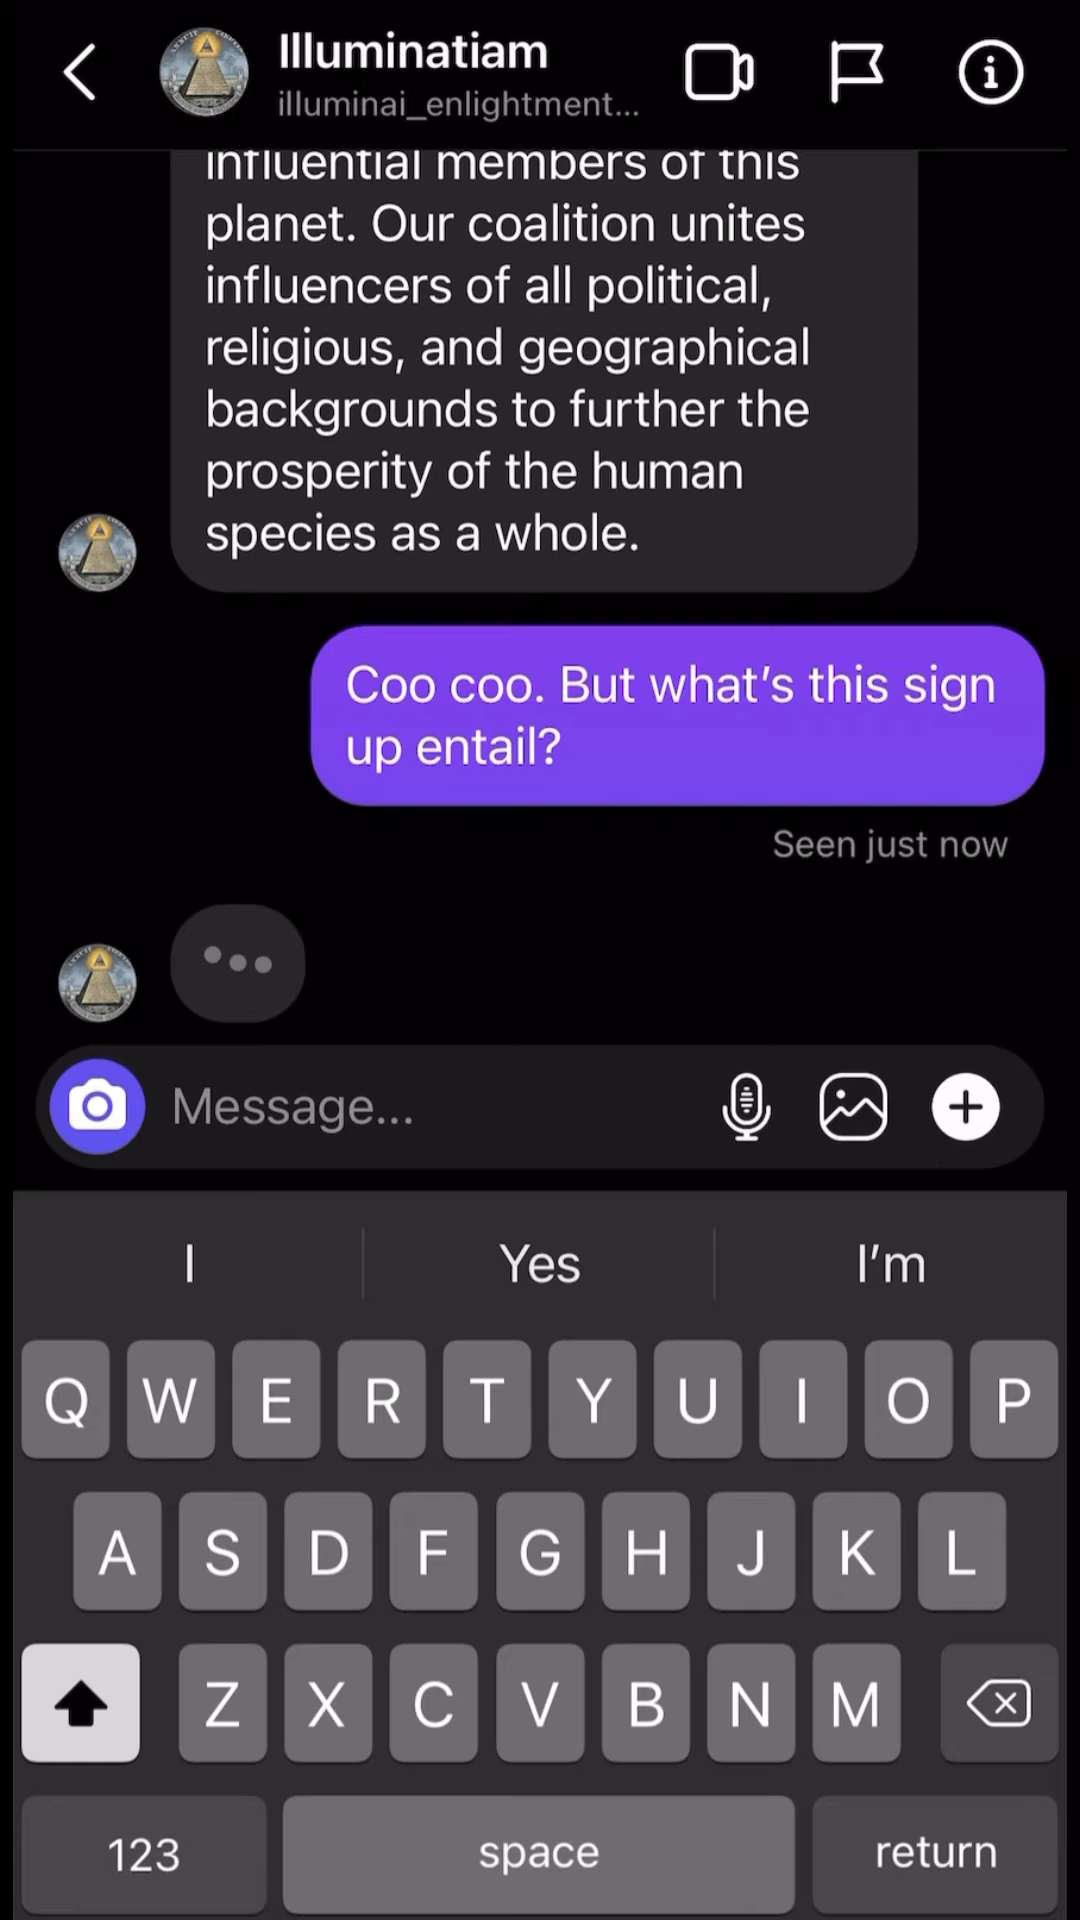 Illuminatiam
illuminai_enlightment...
influential members of this
planet. Our coalition unites
influencers of all political,
religious, and geographical
backgrounds to further the
prosperity of the human
species as a whole.
Coo coo. But what’s this sign
up entail?
Seen just now
Message...
I Yes I’m
Q W E R T Y U I O P
A S D F G H J K L
Z X C V B N M
123 space return